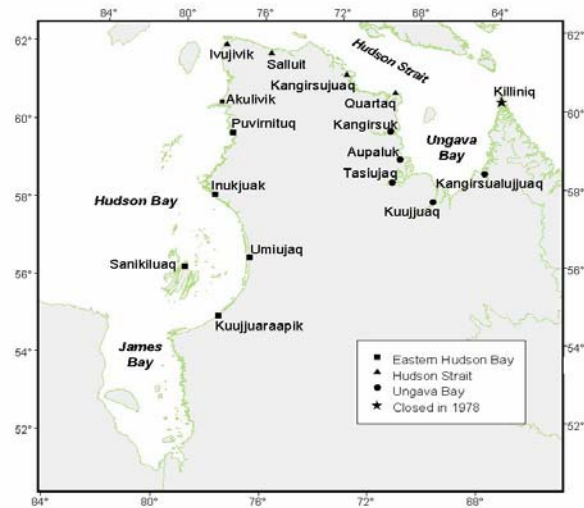 84°
80°
76°
72°
68°
64°
62°
60°
58°
56°
54°
52°
62°
60°
58°
56°
54°
52°
84°
80°
76°
72°
68°
Ivujivik
Salluit
Hudson Strait
Kangirsujuaq
Killiniq
Akulivik
Quartaq
Puvirnituq
Kangirsuk
Ungava
Bay
Aupaluk
Tasiujaq
Kangirsualujjuaq
Inukjuak
Hudson Bay
Kuujjuaq
Umiujaq
Sanikiluaq
Kuujjuaraapik
James
Bay
Eastern Hudson Bay
Hudson Strait
Ungava Bay
Closed in 1978